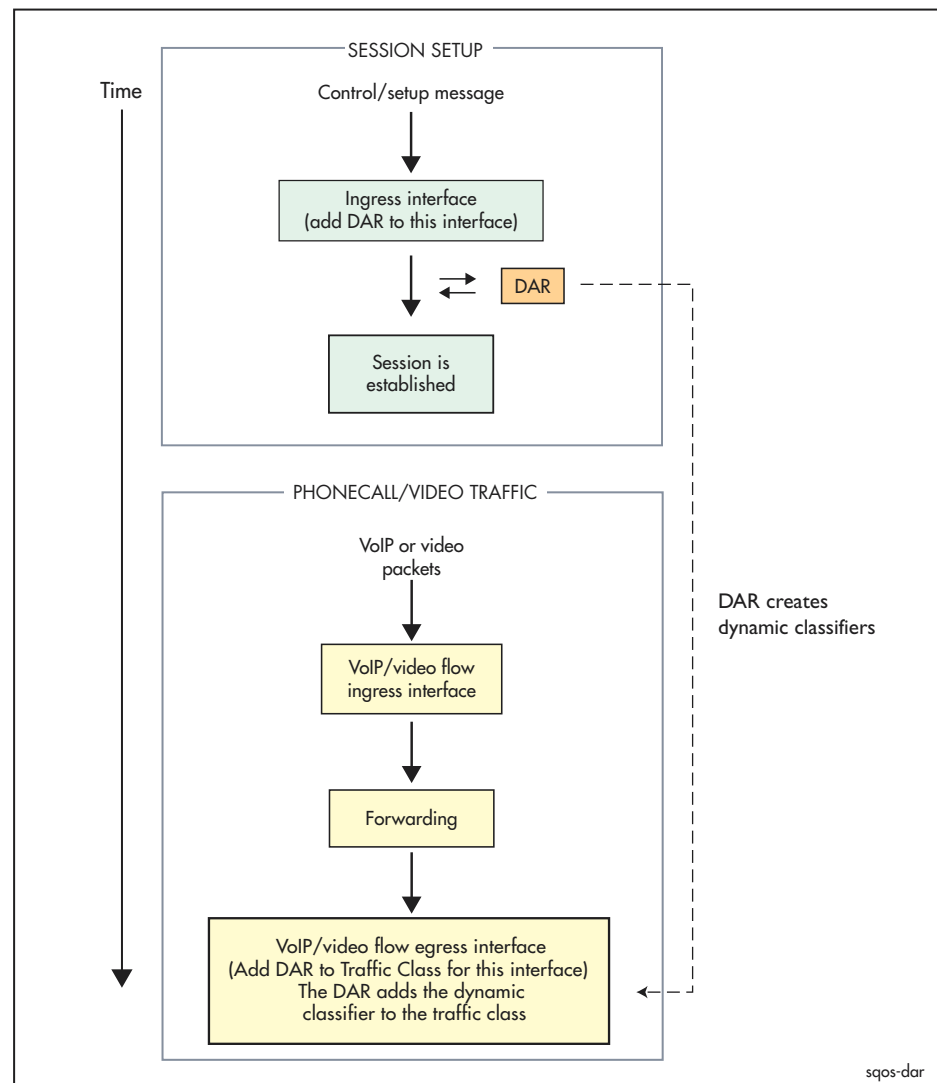 SESSION SETUP
Time
Control/setup message
Ingress interface
(add DAR to this interface)
DAR
Session is
established
PHONECALL/VIDEO TRAFFIC
VoIP or video
packets
DAR creates
dynamic classifiers
VoIP/video flow
ingress interface
Forwarding
VoIP/video flow egress interface
(Add DAR to Traffic Class for this interface)
The DAR adds the dynamic
classifier to the traffic class
sqos-dar